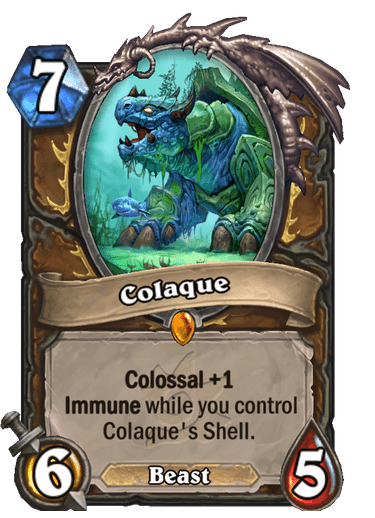 7
Colaque
Colossal +1
Immune while you control
Colaque's Shell.
6
Beast
5